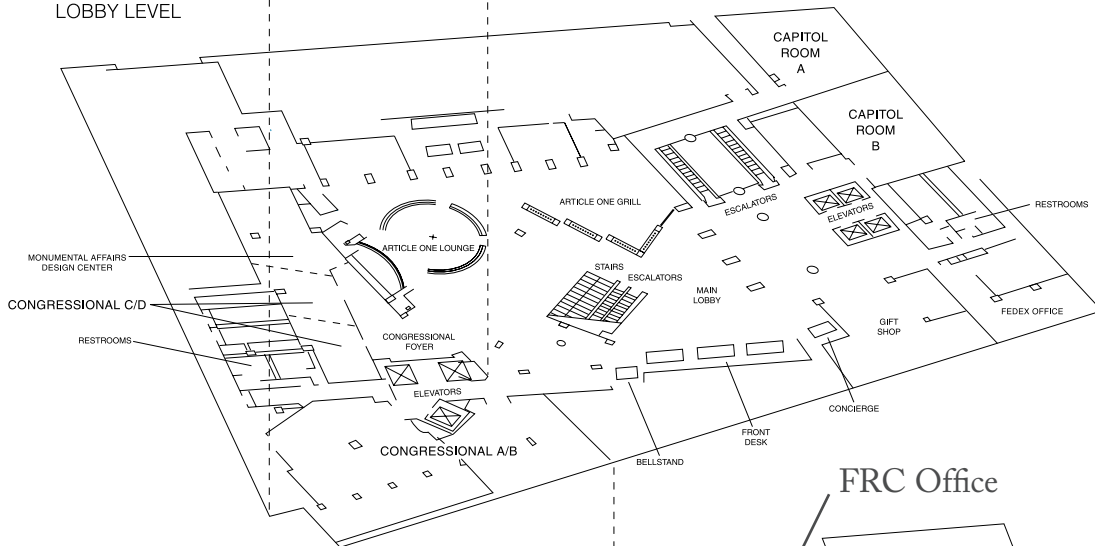 LOBBY LEVEL
CAPITOL
ROOM
A
CAPITOL
ROOM
B
ARTICLE ONE GRILL
ESCALATORS
ELEVATORS
RESTROOMS
ARTICLE ONE LOUNGE
MONUMENTAL AFFAIRS
DESIGN CENTER
STAIRS
ESCALATORS
MAIN
LOBBY
CONGRESSIONAL C/D
FEDEX OFFICE
GIFT
SHOP
RESTROOMS
CONGRESSIONAL
FOYER
ELEVATORS
CONCIERGE
FRONT
DESK
CONGRESSIONAL A/B
BELLSTAND
FRC Office